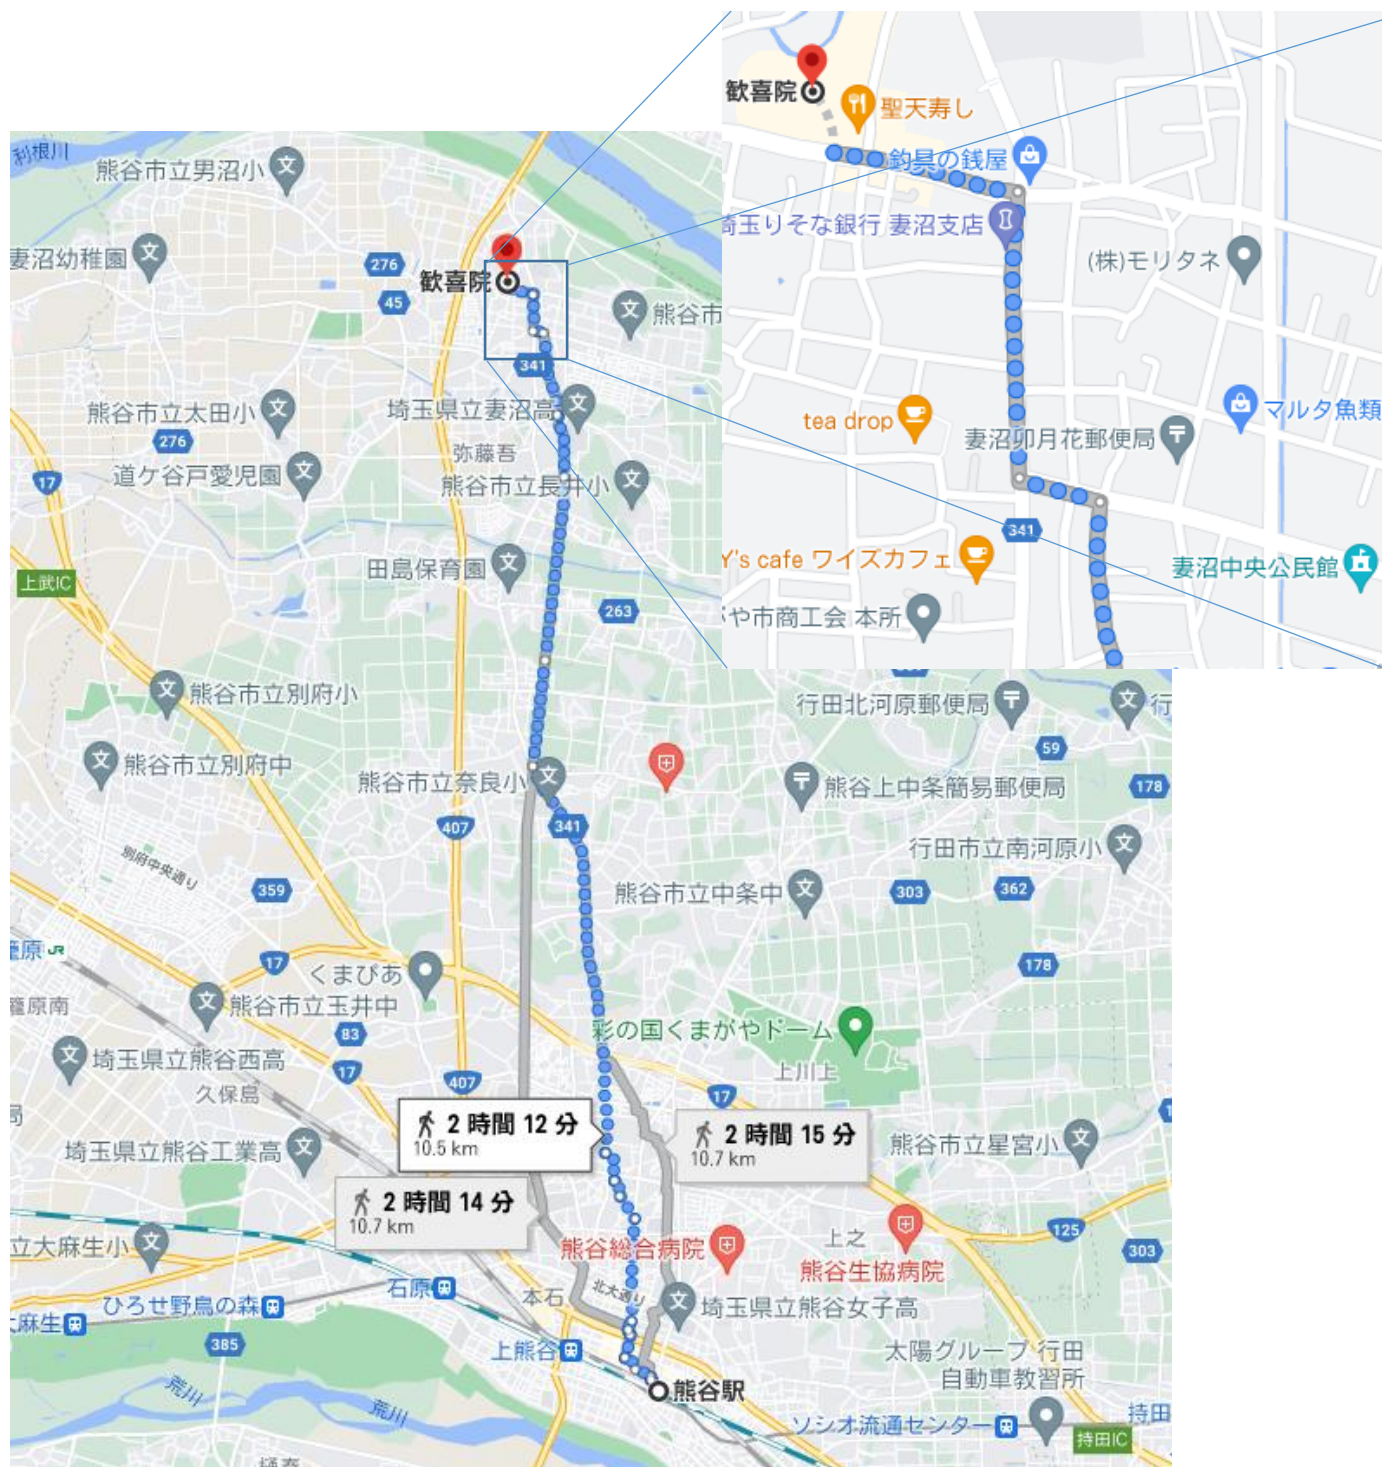 歓喜院
聖天寿し
釣具の銭屋
埼玉りそな銀行 妻沼支店
(株)モリタネ
tea drop
マルタ魚類
妻沼卯月花郵便局
341
Y's cafe ワイズカフェ
妻沼中央公民館
や市商工会 本所
利根川
熊谷市立男沼小
妻沼幼稚園
276
45
歓喜院
熊谷市
341
熊谷市立太田小
埼玉県立妻沼高
276
弥藤吾
道ケ谷戸愛児園
熊谷市立長井小
17
田島保育園
上武IC
263
熊谷市立別府小
行田北河原郵便局
行
59
熊谷市立別府中
熊谷市立奈良小
熊谷上中条簡易郵便局
178
407
341
別府中央通り
行田市立南河原小
359
熊谷市立中条中
303
362
籠原
JR
17
くまぴあ
178
籠原南
熊谷市立玉井中
83
彩の国くまがやドーム
埼玉県立熊谷西高
17
407
上川上
久保島
17
局
2 時間 12 分
10.5 km
2 時間 15 分
10.7 km
埼玉県立熊谷工業高
熊谷市立星宮小
2 時間 14 分
10.7 km
立大麻生小
熊谷総合病院
上之
125
303
熊谷生協病院
石原
本石
北大通り
ひろせ野鳥の森
埼玉県立熊谷女子高
大麻生
385
上熊谷
太陽グループ 行田
自動車教習所
熊谷駅
荒川
荒川
ソシオ流通センター
持田
持田IC